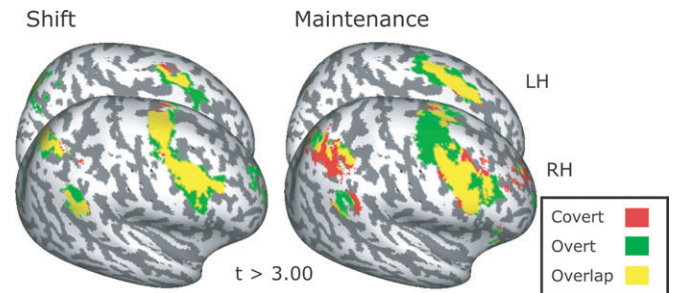 Shift
Maintenance
LH
RH
t > 3.00
Covert
Overt
Overlap